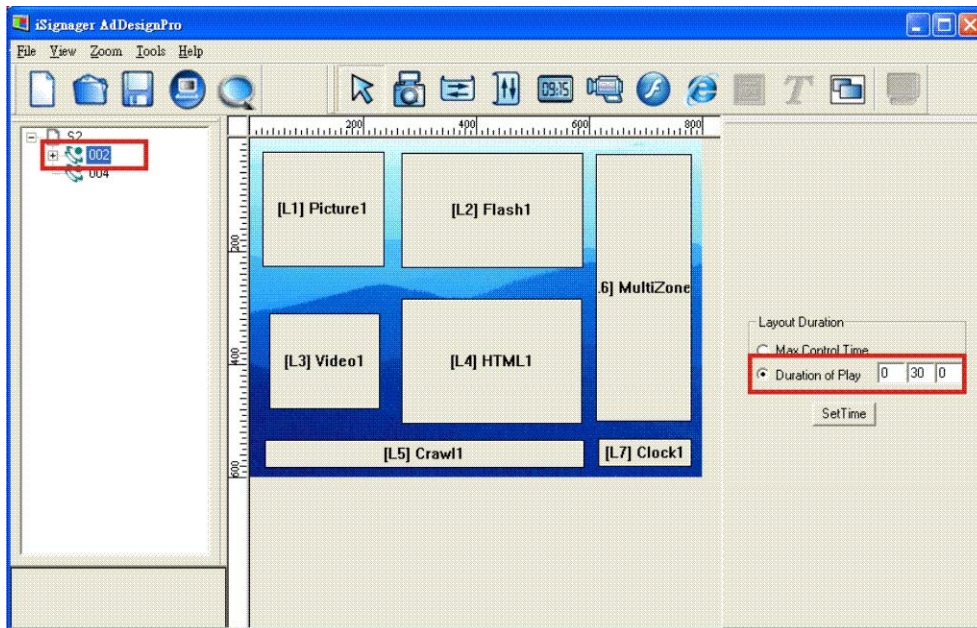 iSignager AdDesignPro
File View Zoom Tools Help
09:15
T
S2
002
004
200 400 600 800
200
400
600
[L1] Picture1
[L2] Flash1
.6] MultiZone
[L3] Video1
[L4] HTML1
[L5] Crawl1
[L7] Clock1
Layout Duration
Max Control Time
Duration of Play 0 30 0
SetTime